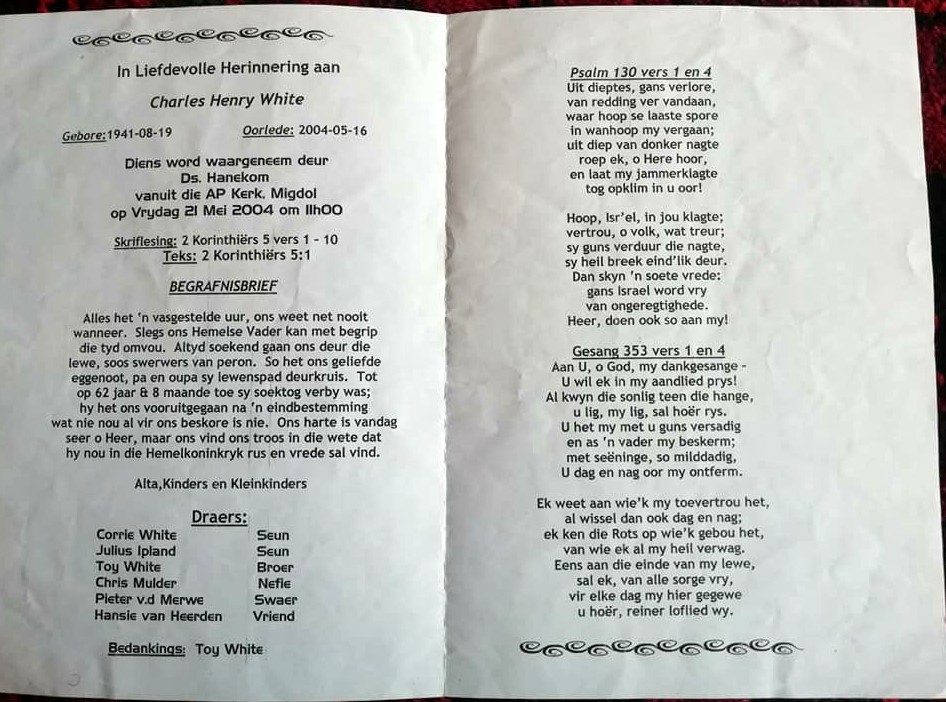 In Liefdevolle Herinnering aan
Charles Henry White
Gebore:1941-08-19 Oorlede: 2004-05-16
Diens word waargeneem deur
Ds. Hanekom
vanuit die AP Kerk, Migdol
op Vrydag 21 Mei 2004 om 11h00
Skriflesing: 2 Korinthiërs 5 vers 1 - 10
Teks: 2 Korinthiërs 5:1
BEGRAFNISBRIEF
Alles het 'n vasgestelde uur, ons weet net nooit
wanneer. Slegs ons Hemelse Vader kan met begrip
die tyd omvou. Altyd soekend gaan ons deur die
lewe, soos swerwers van peron. So het ons geliefde
eggenoot, pa en oupa sy lewenspad deurkruis. Tot
op 62 jaar & 8 maande toe sy soektog verby was;
hy het ons vooruitgegaan na 'n eindbestemming
wat nie nou al vir ons beskore is nie. Ons harte is vandag
seer o Heer, maar ons vind ons troos in die wete dat
hy nou in die Hemelkoninkryk rus en vrede sal vind.
Alta,Kinders en Kleinkinders
Draers:
Corrie White Seun
Julius Ipland Seun
Toy White Broer
Chris Mulder Nefie
Pieter v.d Merwe Swaer
Hansie van Heerden Vriend
Bedankings: Toy White
Psalm 130 vers 1 en 4
Uit dieptes, gans verlore,
van redding ver vandaan,
waar hoop se laaste spore
in wanhoop my vergaan;
uit diep van donker nagte
roep ek, o Here hoor,
en laat my jammerklagte
tog opklim in u oor!
Hoop, Isr'el, in jou klagte;
vertrou, o volk, wat treur;
sy guns verduur die nagte,
sy heil breek eind'lik deur.
Dan skyn 'n soete vrede:
gans Israel word vry
van ongeregtighede.
Heer, doen ook so aan my!
Gesang 353 vers 1 en 4
Aan U, o God, my dankgesange -
U wil ek in my aandlied prys!
Al kwyn die sonlig teen die hange,
u lig, my lig, sal hoër rys.
U het my met u guns versadig
en as 'n vader my beskerm;
met seëninge, so milddadig,
U dag en nag oor my ontferm.
Ek weet aan wie'k my toevertrou het,
al wissel dan ook dag en nag;
ek ken die Rots op wie'k gebou het,
van wie ek al my heil verwag.
Eens aan die einde van my lewe,
sal ek, van alle sorge vry,
vir elke dag my hier gegewe
u hoër, reiner loflied wy.